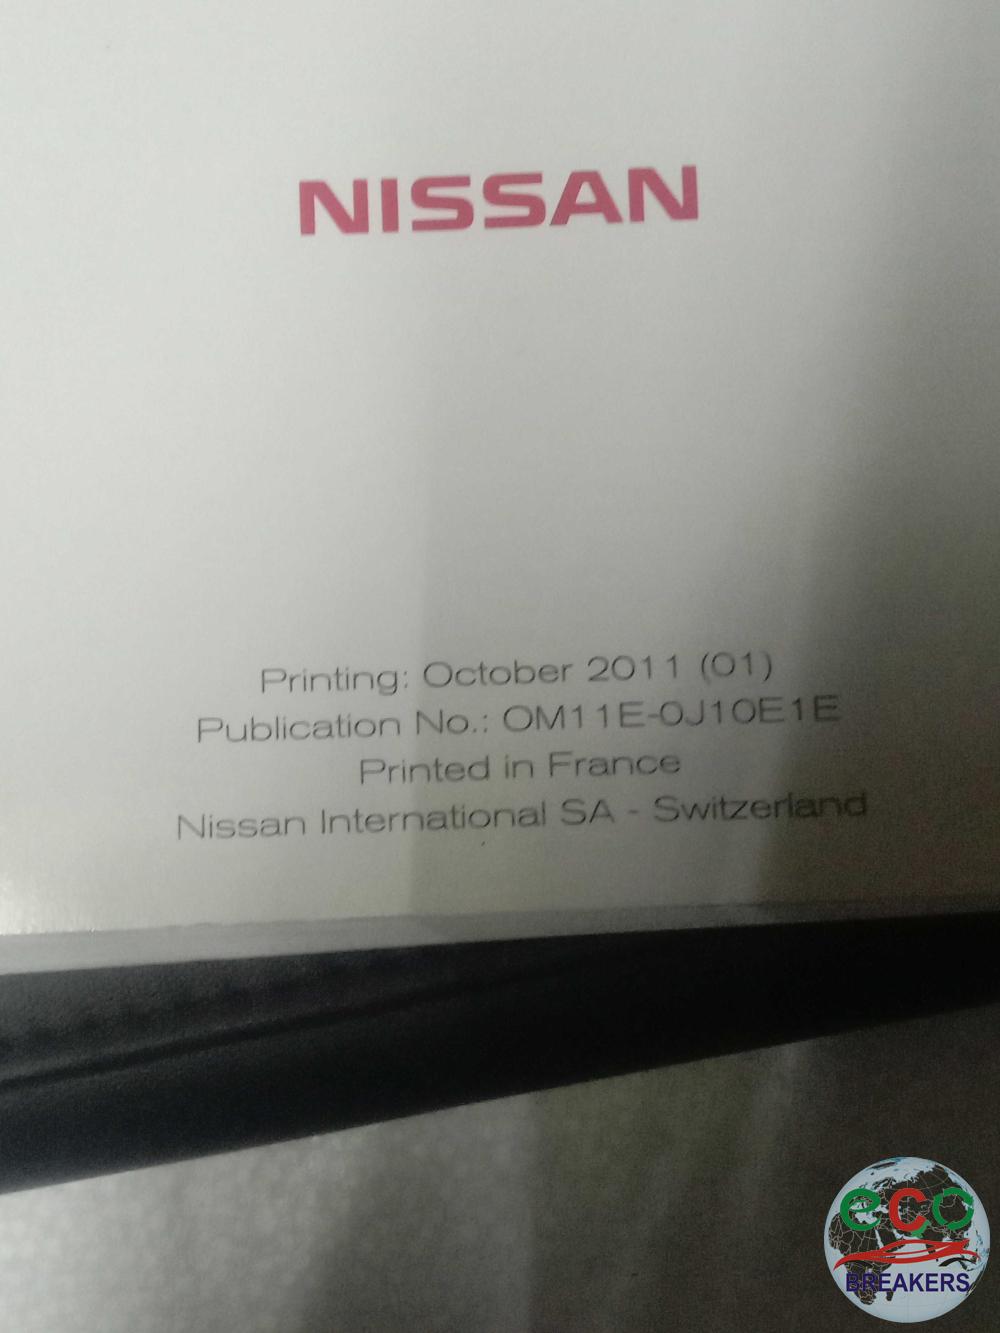 NISSAN
Printing: October 2011 (01)
Publication No.: OM11E-0J10E1E
Printed in France
Nissan International SA - Switzerland
eco
BREAKERS